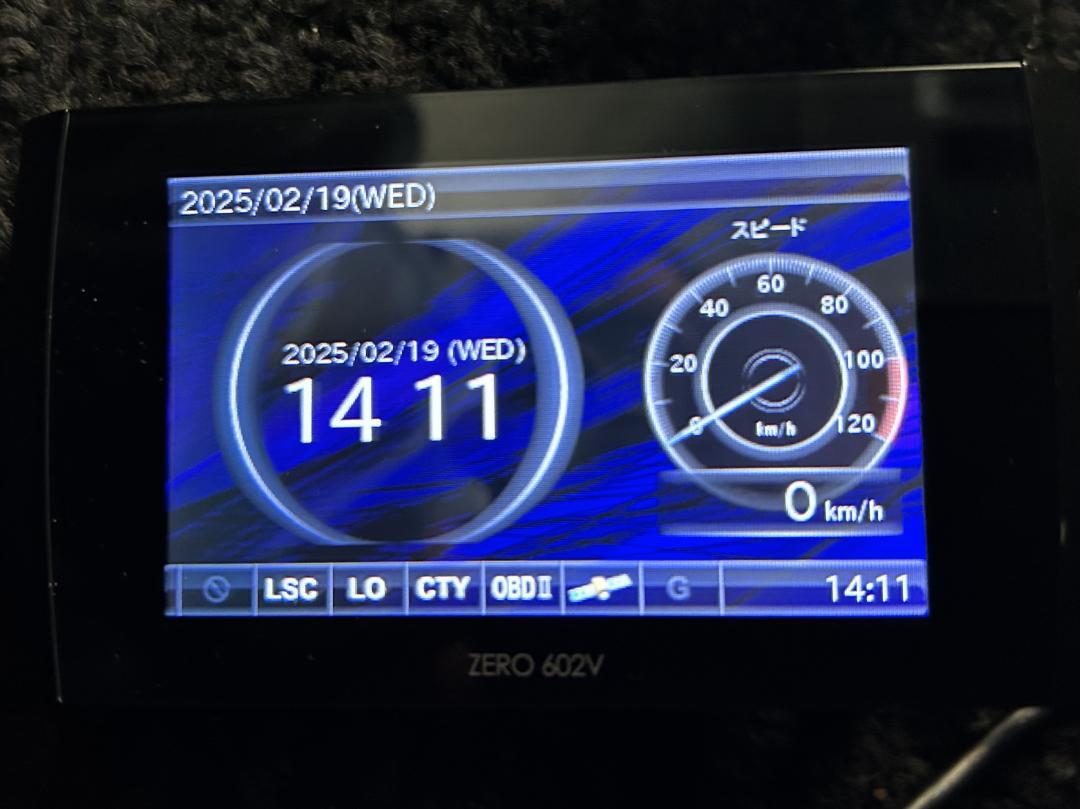 2025/02/19(WED)
2025/02/19 (WED)
14 11
スピード
0
20
40
60
80
100
120
km/h
0 km/h
LSC LO CTY OBDⅡ G 14:11
ZERO 602V